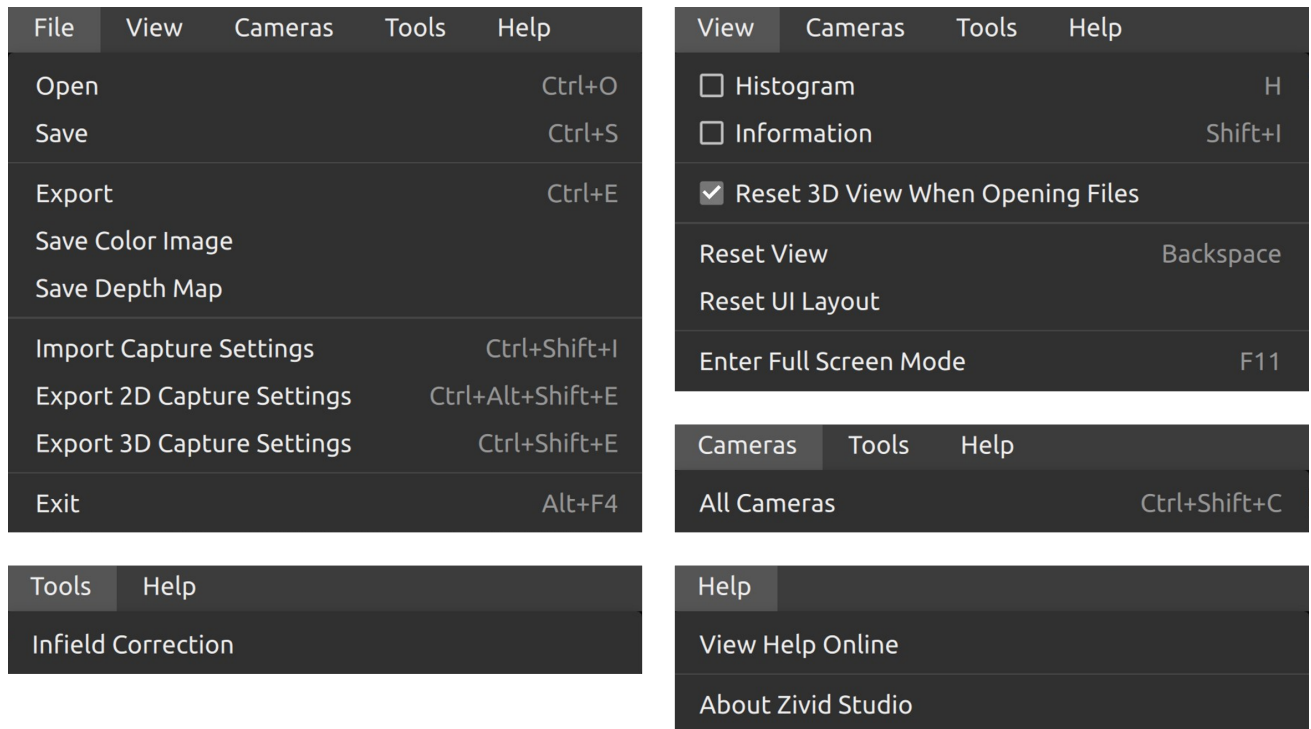 File View Cameras Tools Help
Open Ctrl+O
Save Ctrl+S
Export Ctrl+E
Save Color Image
Save Depth Map
Import Capture Settings Ctrl+Shift+I
Export 2D Capture Settings Ctrl+Alt+Shift+E
Export 3D Capture Settings Ctrl+Shift+E
Exit Alt+F4
View Cameras Tools Help
Histogram H
Information Shift+I
Reset 3D View When Opening Files
Reset View Backspace
Reset UI Layout
Enter Full Screen Mode F11
Cameras Tools Help
All Cameras Ctrl+Shift+C
Tools Help
Infield Correction
Help
View Help Online
About Zivid Studio